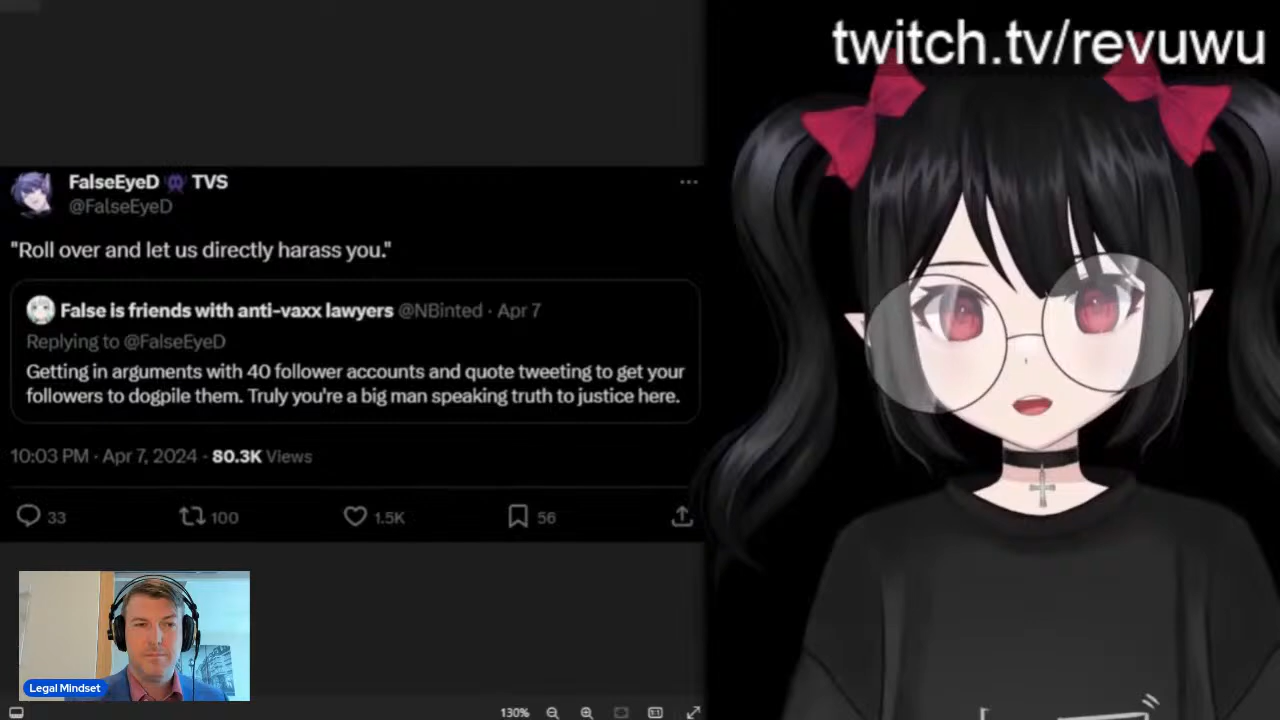 twitch.tv/revuwu
FalseEyeD 👾 TVS
@FalseEyeD
"Roll over and let us directly harass you."
False is friends with anti-vaxx lawyers @NBinted · Apr 7
Replying to @FalseEyeD
Getting in arguments with 40 follower accounts and quote tweeting to get your
followers to dogpile them. Truly you're a big man speaking truth to justice here.
10:03 PM · Apr 7, 2024 · 80.3K Views
33 100 1.5K 56
Legal Mindset
130%